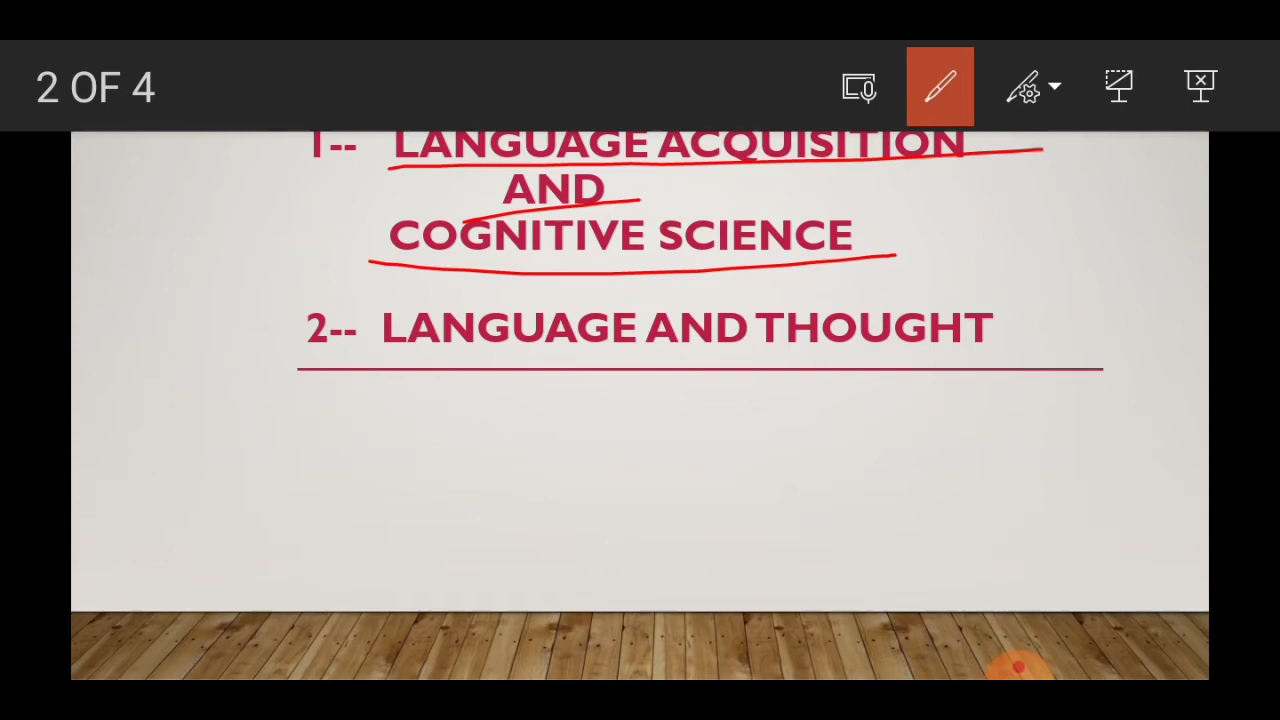 2 OF 4
1-- LANGUAGE ACQUISITION
AND
COGNITIVE SCIENCE
2-- LANGUAGE AND THOUGHT